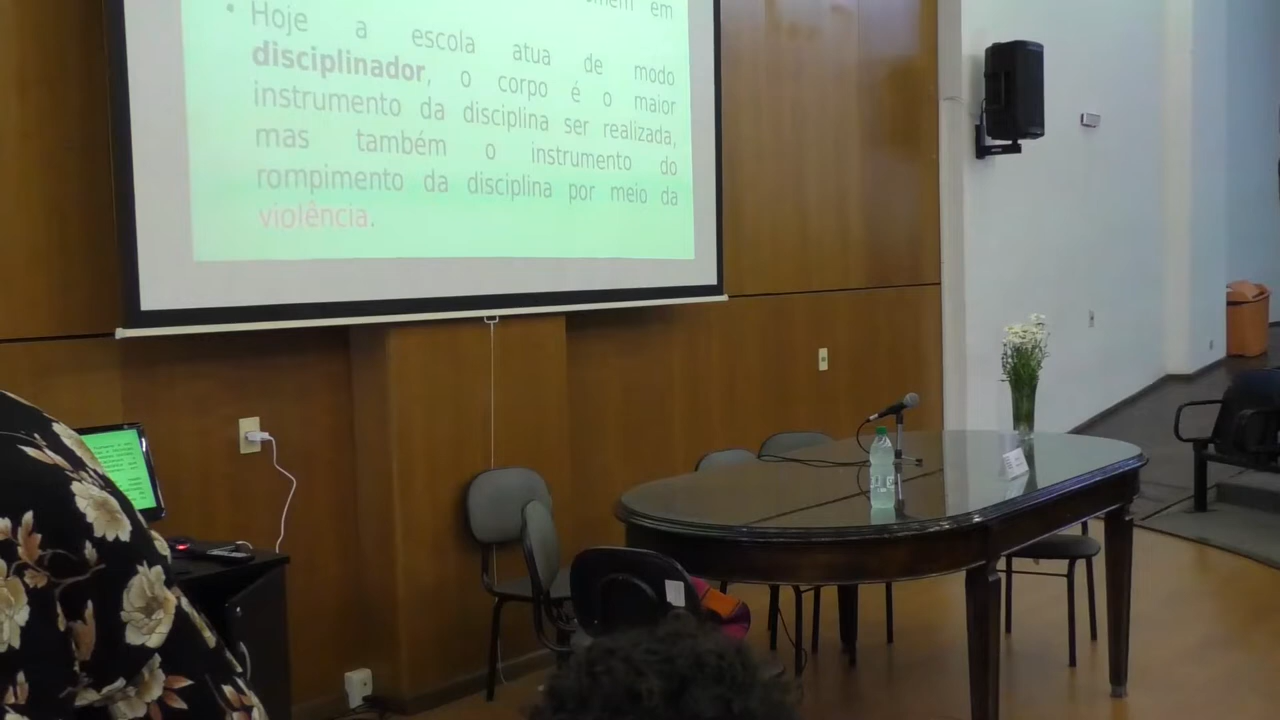 em
• Hoje a escola atua de modo
disciplinador, o corpo é o maior
instrumento da disciplina ser realizada,
mas também o instrumento do
rompimento da disciplina por meio da
violência.